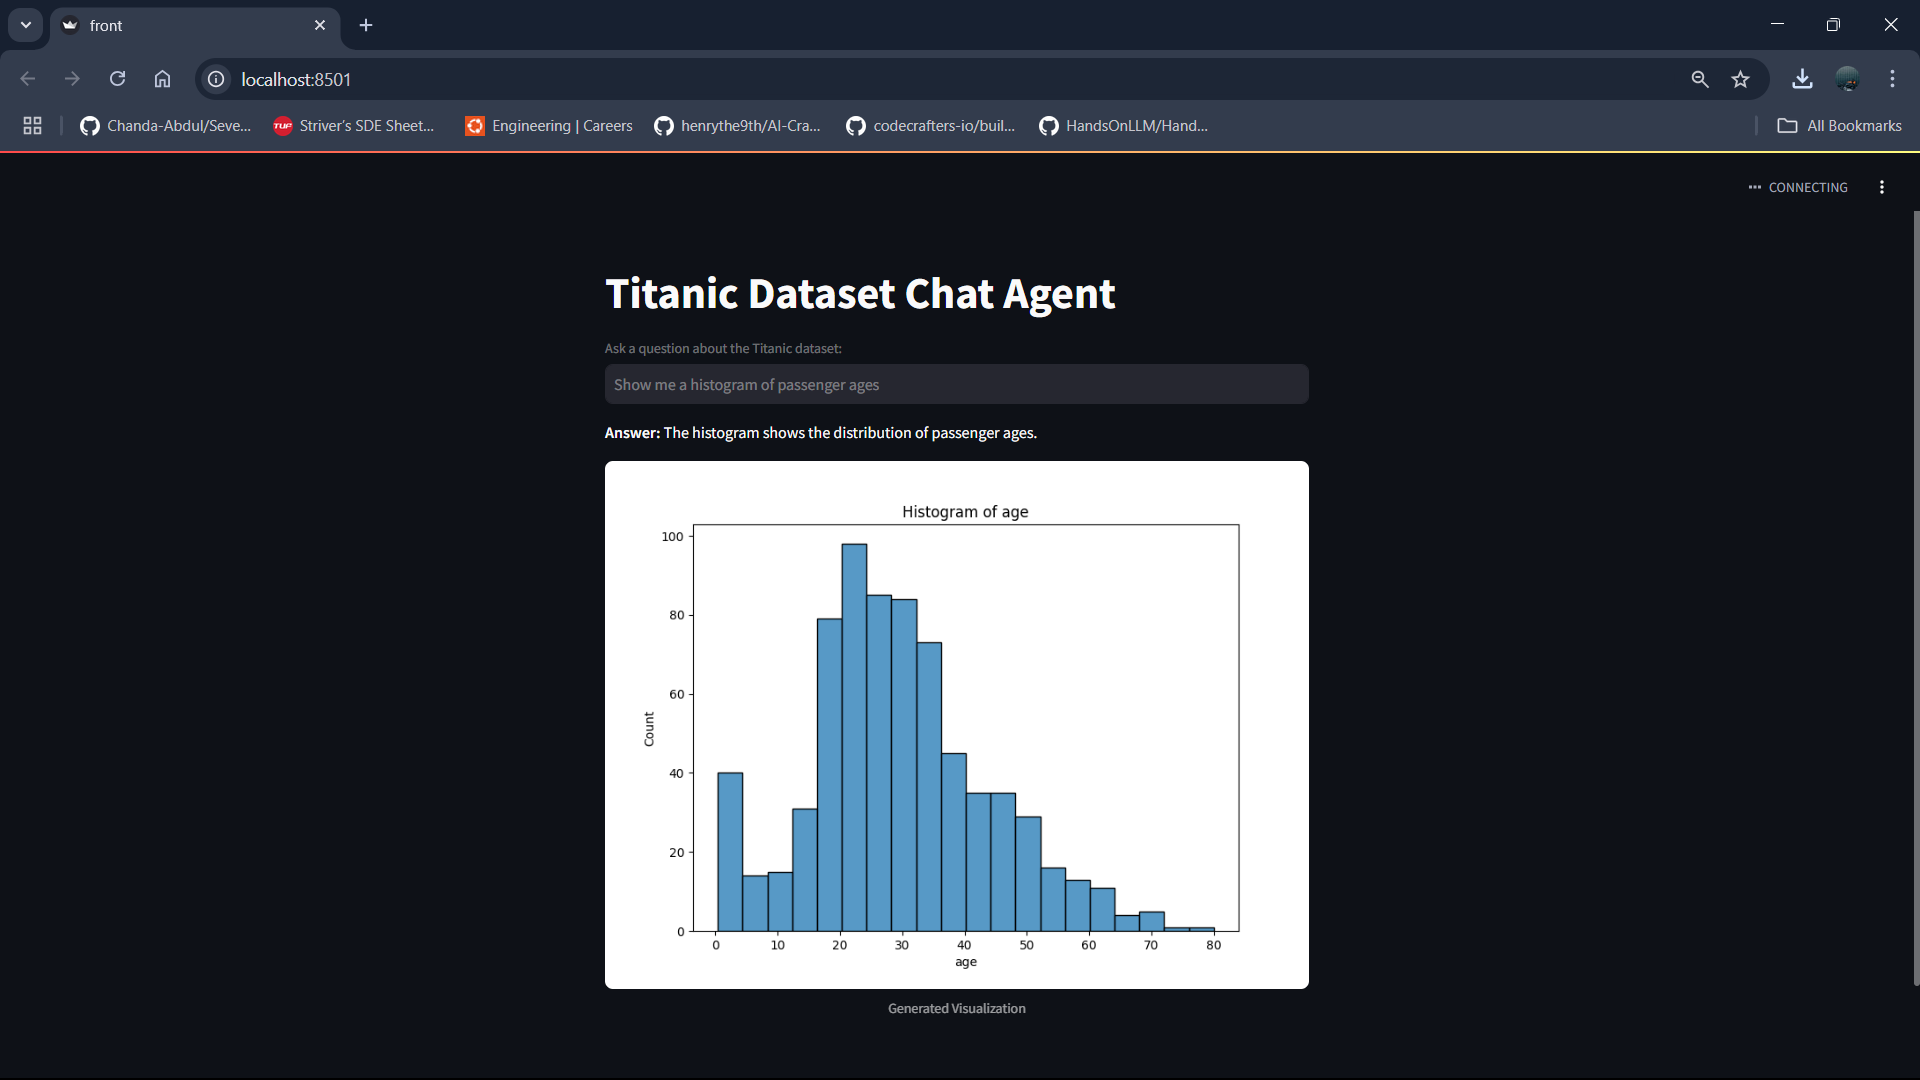 front
localhost:8501
Chanda-Abdul/Seve...
TUF
Striver's SDE Sheet...
Engineering | Careers
henrythe9th/AI-Cra...
codecrafters-io/buil...
HandsOnLLM/Hand...
All Bookmarks
CONNECTING
Titanic Dataset Chat Agent
Ask a question about the Titanic dataset:
Show me a histogram of passenger ages
Answer: The histogram shows the distribution of passenger ages.
Histogram of age
100
80
60
40
20
0
Count
0 10 20 30 40 50 60 70 80
age
Generated Visualization